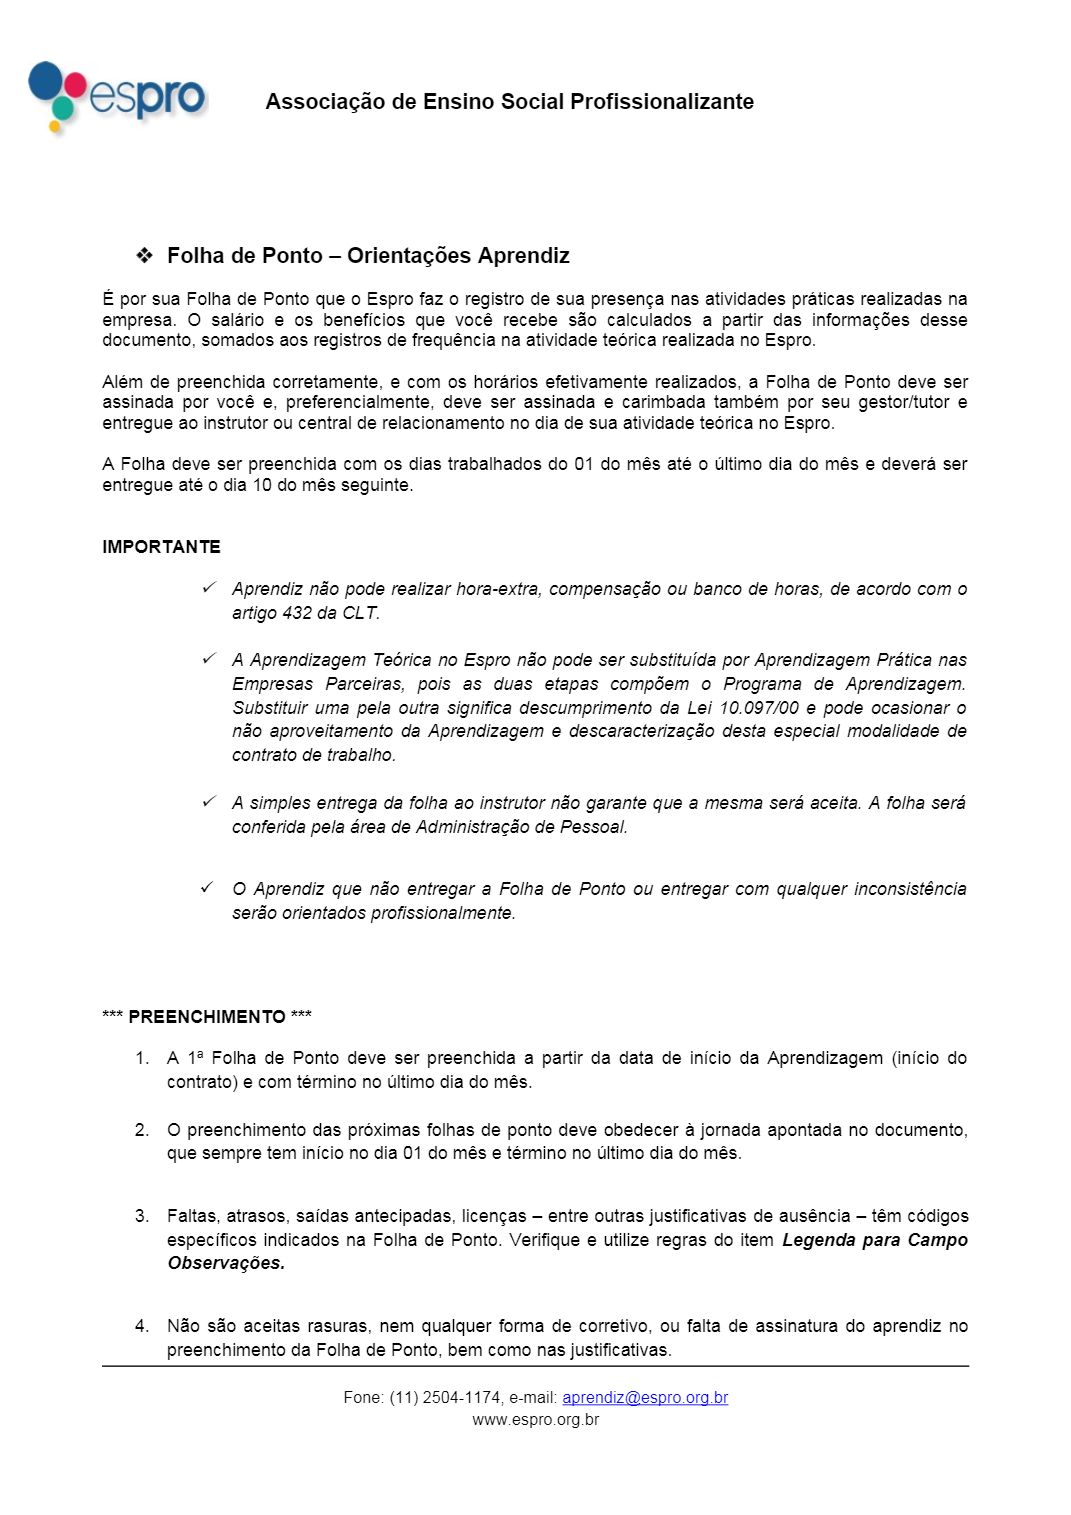 espro
Associação de Ensino Social Profissionalizante
❖ Folha de Ponto – Orientações Aprendiz
É por sua Folha de Ponto que o Espro faz o registro de sua presença nas atividades práticas realizadas na
empresa. O salário e os benefícios que você recebe são calculados a partir das informações desse
documento, somados aos registros de frequência na atividade teórica realizada no Espro.
Além de preenchida corretamente, e com os horários efetivamente realizados, a Folha de Ponto deve ser
assinada por você e, preferencialmente, deve ser assinada e carimbada também por seu gestor/tutor e
entregue ao instrutor ou central de relacionamento no dia de sua atividade teórica no Espro.
A Folha deve ser preenchida com os dias trabalhados do 01 do mês até o último dia do mês e deverá ser
entregue até o dia 10 do mês seguinte.
IMPORTANTE
✓ Aprendiz não pode realizar hora-extra, compensação ou banco de horas, de acordo com o
artigo 432 da CLT.
✓ A Aprendizagem Teórica no Espro não pode ser substituída por Aprendizagem Prática nas
Empresas Parceiras, pois as duas etapas compõem o Programa de Aprendizagem.
Substituir uma pela outra significa descumprimento da Lei 10.097/00 e pode ocasionar o
não aproveitamento da Aprendizagem e descaracterização desta especial modalidade de
contrato de trabalho.
✓ A simples entrega da folha ao instrutor não garante que a mesma será aceita. A folha será
conferida pela área de Administração de Pessoal.
✓ O Aprendiz que não entregar a Folha de Ponto ou entregar com qualquer inconsistência
serão orientados profissionalmente.
*** PREENCHIMENTO ***
1. A 1ª Folha de Ponto deve ser preenchida a partir da data de início da Aprendizagem (início do
contrato) e com término no último dia do mês.
2. O preenchimento das próximas folhas de ponto deve obedecer à jornada apontada no documento,
que sempre tem início no dia 01 do mês e término no último dia do mês.
3. Faltas, atrasos, saídas antecipadas, licenças – entre outras justificativas de ausência – têm códigos
específicos indicados na Folha de Ponto. Verifique e utilize regras do item Legenda para Campo
Observações.
4. Não são aceitas rasuras, nem qualquer forma de corretivo, ou falta de assinatura do aprendiz no
preenchimento da Folha de Ponto, bem como nas justificativas.
Fone: (11) 2504-1174, e-mail: aprendiz@espro.org.br
www.espro.org.br